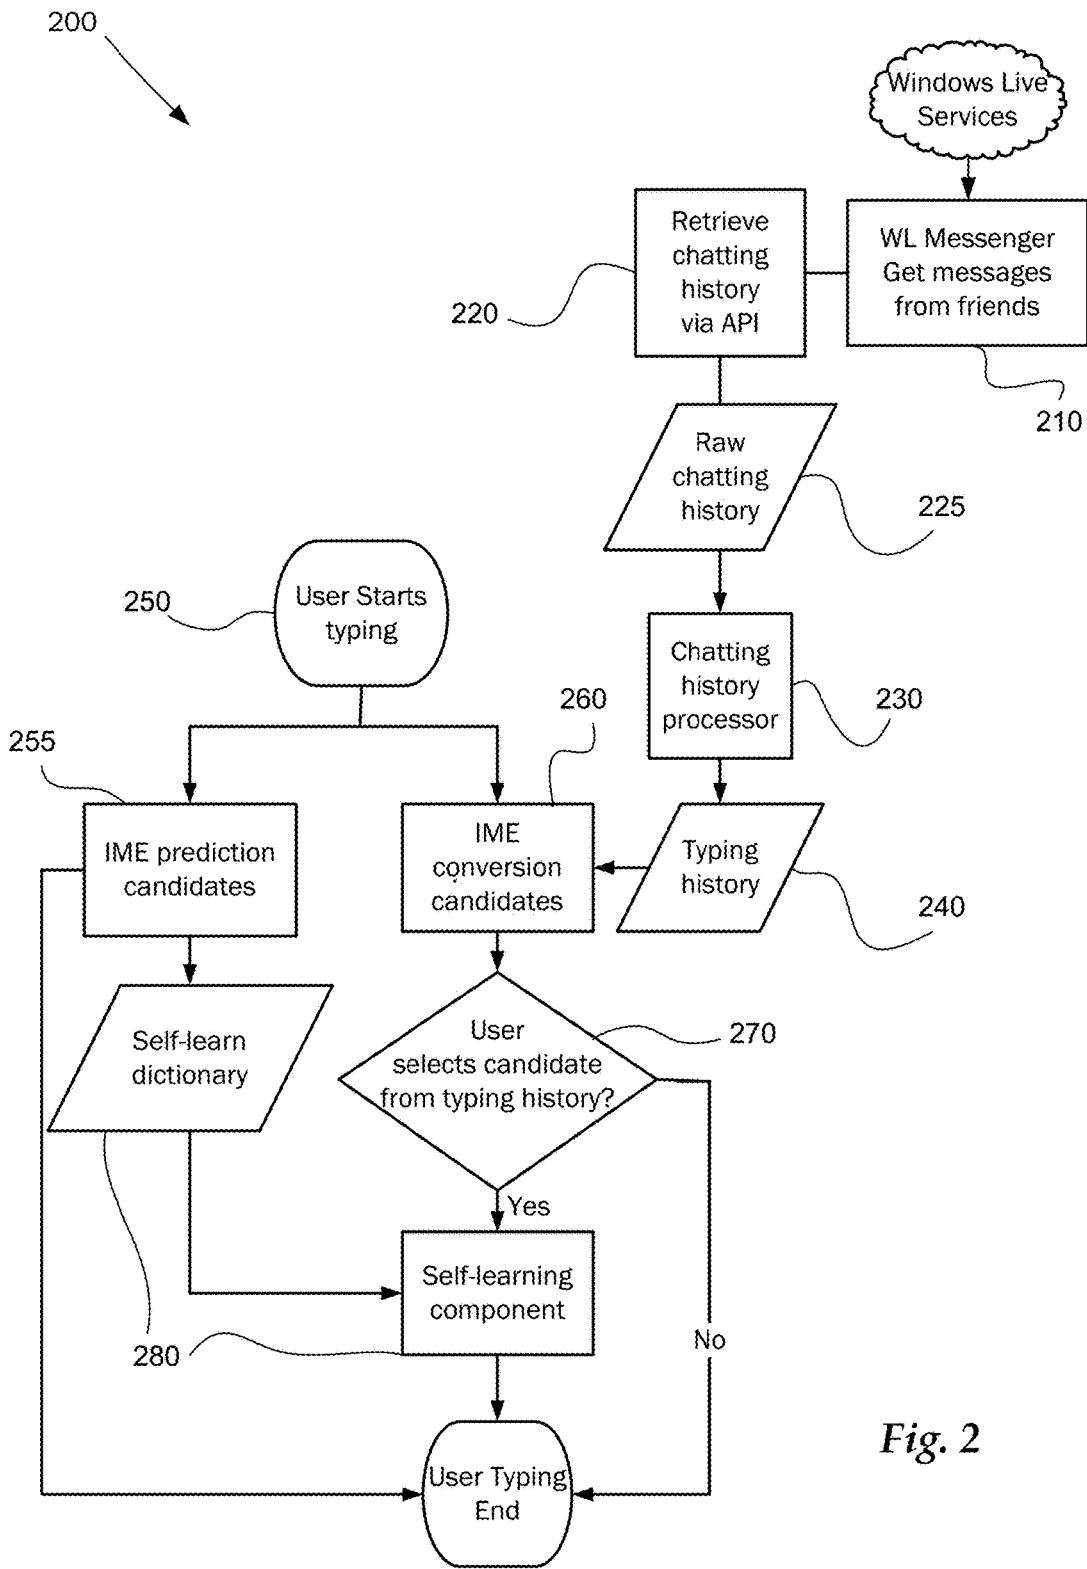 200
Windows Live
Services
Retrieve
chatting
history
via API
WL Messenger
Get messages
from friends
220
210
Raw
chatting
history
225
250
User Starts
typing
Chatting
history
processor
230
260
255
IME prediction
candidates
IME
conversion
candidates
Typing
history
240
Self-learn
dictionary
User
selects candidate
from typing history?
270
Yes
Self-learning
component
280
No
User Typing
End
Fig. 2